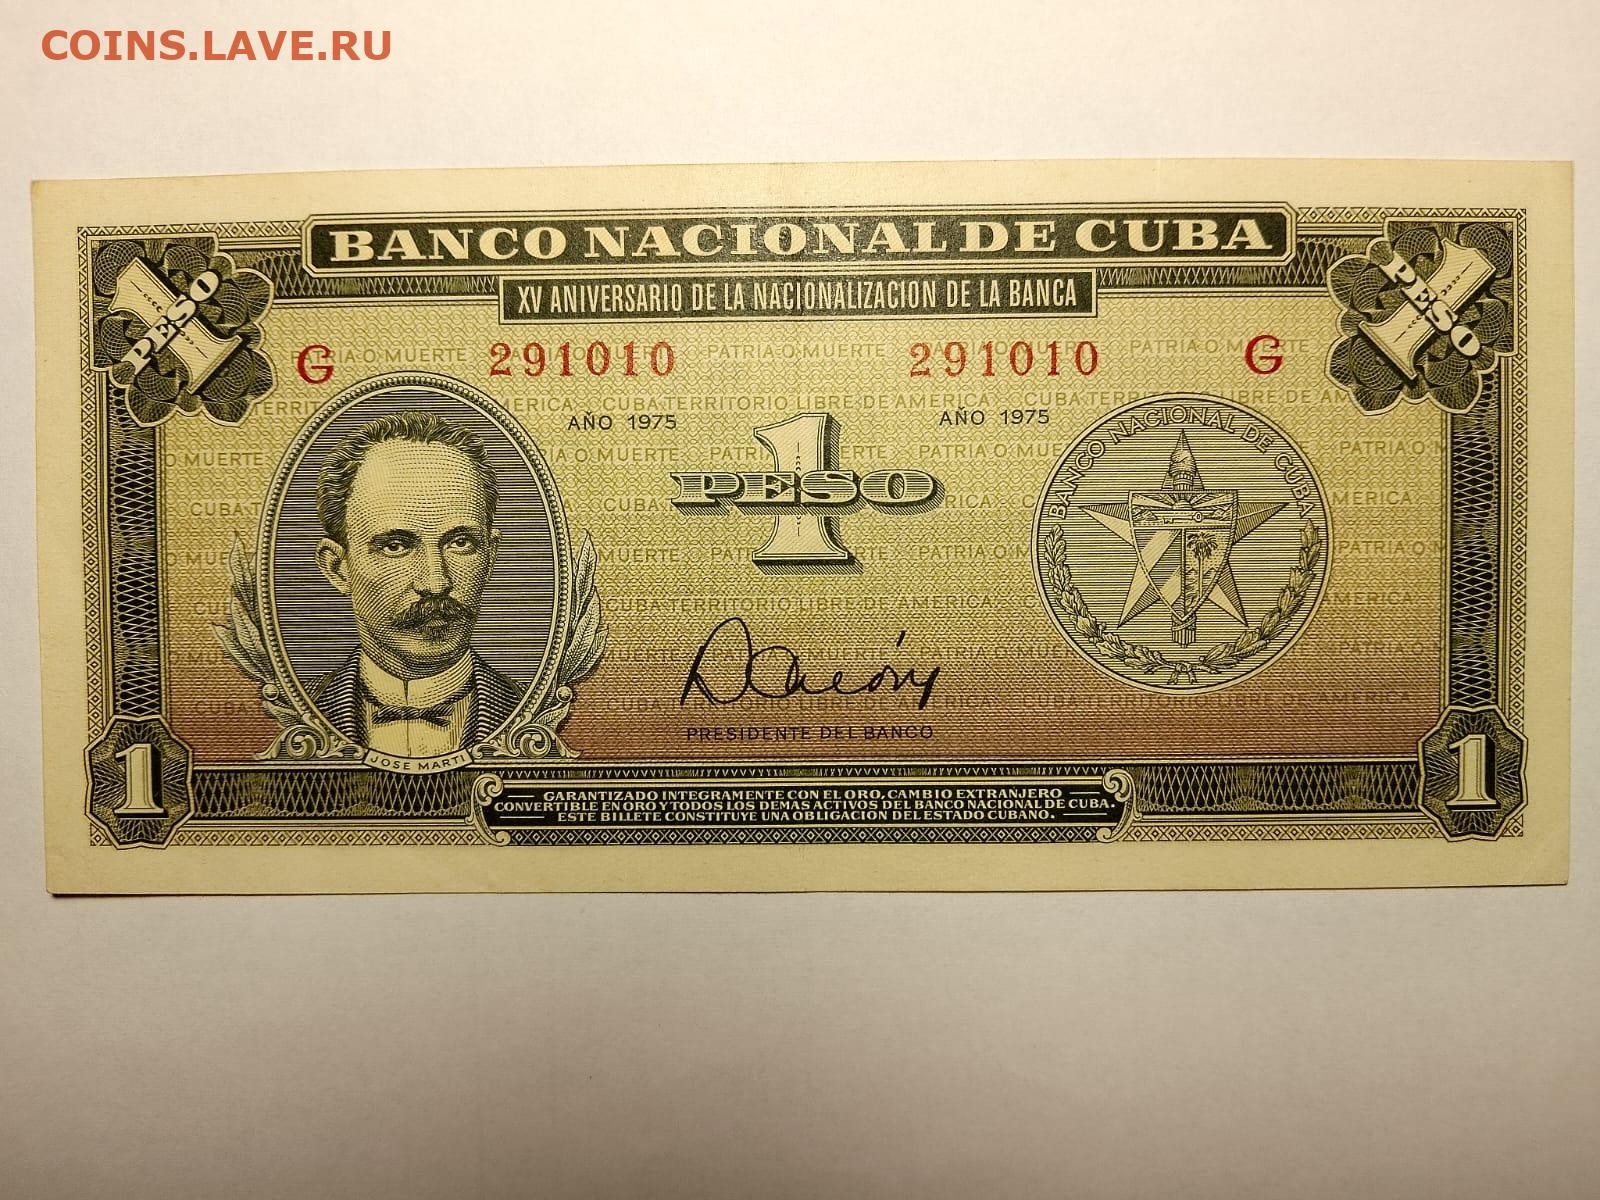 COINS.LAVE.RU
BANCO NACIONAL DE CUBA
XV ANIVERSARIO DE LA NACIONALIZACION DE LA BANCA
1 PESO
1 PESO
G 291010 291010 G
AÑO 1975 AÑO 1975
1 PESO
BANCO NACIONAL DE CUBA
PATRIA O MUERTE
CUBA TERRITORIO LIBRE DE AMERICA
PRESIDENTE DEL BANCO
JOSE MARTI
1 1
GARANTIZADO INTEGRAMENTE CON EL ORO, CAMBIO EXTRANJERO
CONVERTIBLE EN ORO Y TODOS LOS DEMAS ACTIVOS DEL BANCO NACIONAL DE CUBA.
ESTE BILLETE CONSTITUYE UNA OBLIGACION DEL ESTADO CUBANO.